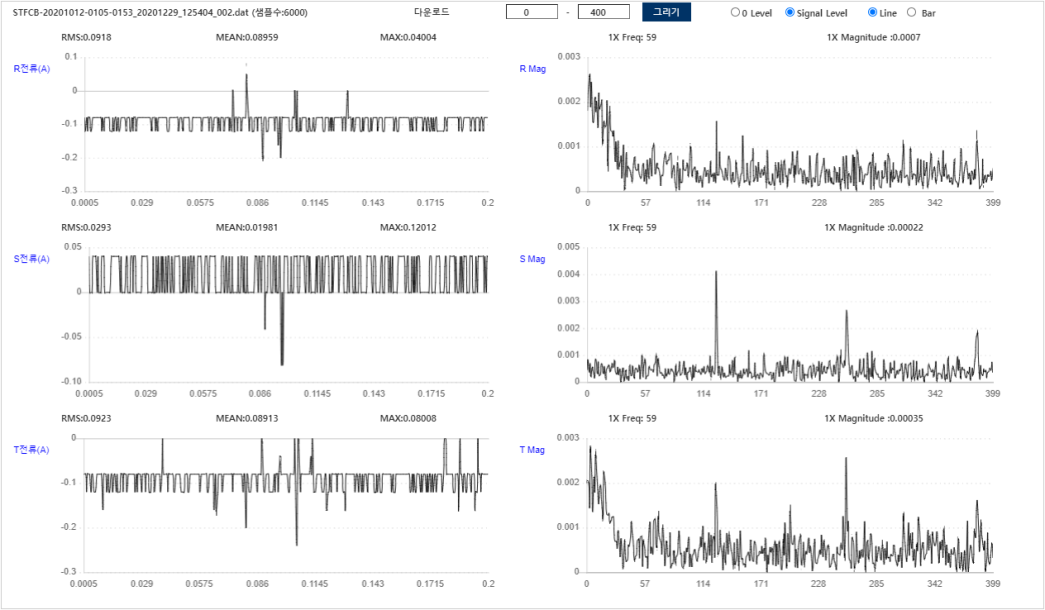 STFCB-20201012-0105-0153_20201229_125404_002.dat (샘플수:6000) 다운로드 0 - 400 그리기 0 Level Signal Level Line Bar
RMS:0.0918 MEAN:0.08959 MAX:0.04004 1X Freq: 59 1X Magnitude :0.0007
R전류(A)
0.1
0
-0.1
-0.2
-0.3
0.0005 0.029 0.0575 0.086 0.1145 0.143 0.1715 0.2
R Mag
0.003
0.002
0.001
0
0 57 114 171 228 285 342 399
RMS:0.0293 MEAN:0.01981 MAX:0.12012 1X Freq: 59 1X Magnitude :0.00022
S전류(A)
0.05
0
-0.05
-0.10
0.0005 0.029 0.0575 0.086 0.1145 0.143 0.1715 0.2
S Mag
0.005
0.004
0.003
0.002
0.001
0
0 57 114 171 228 285 342 399
RMS:0.0923 MEAN:0.08913 MAX:0.08008 1X Freq: 59 1X Magnitude :0.00035
T전류(A)
0
-0.1
-0.2
-0.3
0.0005 0.029 0.0575 0.086 0.1145 0.143 0.1715 0.2
T Mag
0.003
0.002
0.001
0
0 57 114 171 228 285 342 399